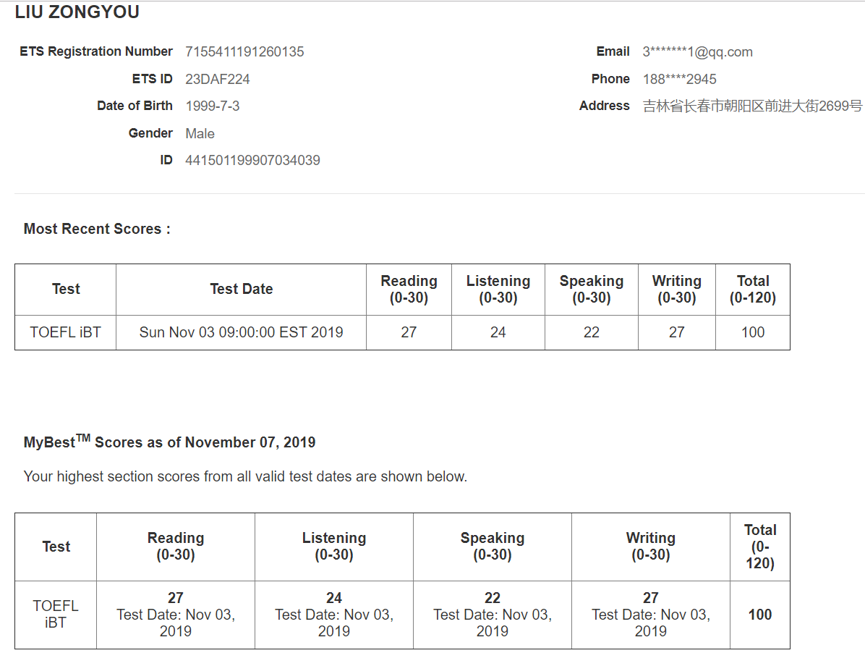 LIU ZONGYOU
ETS Registration Number 7155411191260135
Email 3*******1@qq.com
ETS ID 23DAF224
Phone 188****2945
Date of Birth 1999-7-3
Address 吉林省长春市朝阳区前进大街2699号
Gender Male
ID 441501199907034039
Most Recent Scores :
Test Test Date Reading (0-30) Listening (0-30) Speaking (0-30) Writing (0-30) Total (0-120)
TOEFL iBT Sun Nov 03 09:00:00 EST 2019 27 24 22 27 100
MyBestTM Scores as of November 07, 2019
Your highest section scores from all valid test dates are shown below.
Test Reading (0-30) Listening (0-30) Speaking (0-30) Writing (0-30) Total (0-120)
TOEFL iBT 27 Test Date: Nov 03, 2019 24 Test Date: Nov 03, 2019 22 Test Date: Nov 03, 2019 27 Test Date: Nov 03, 2019 100